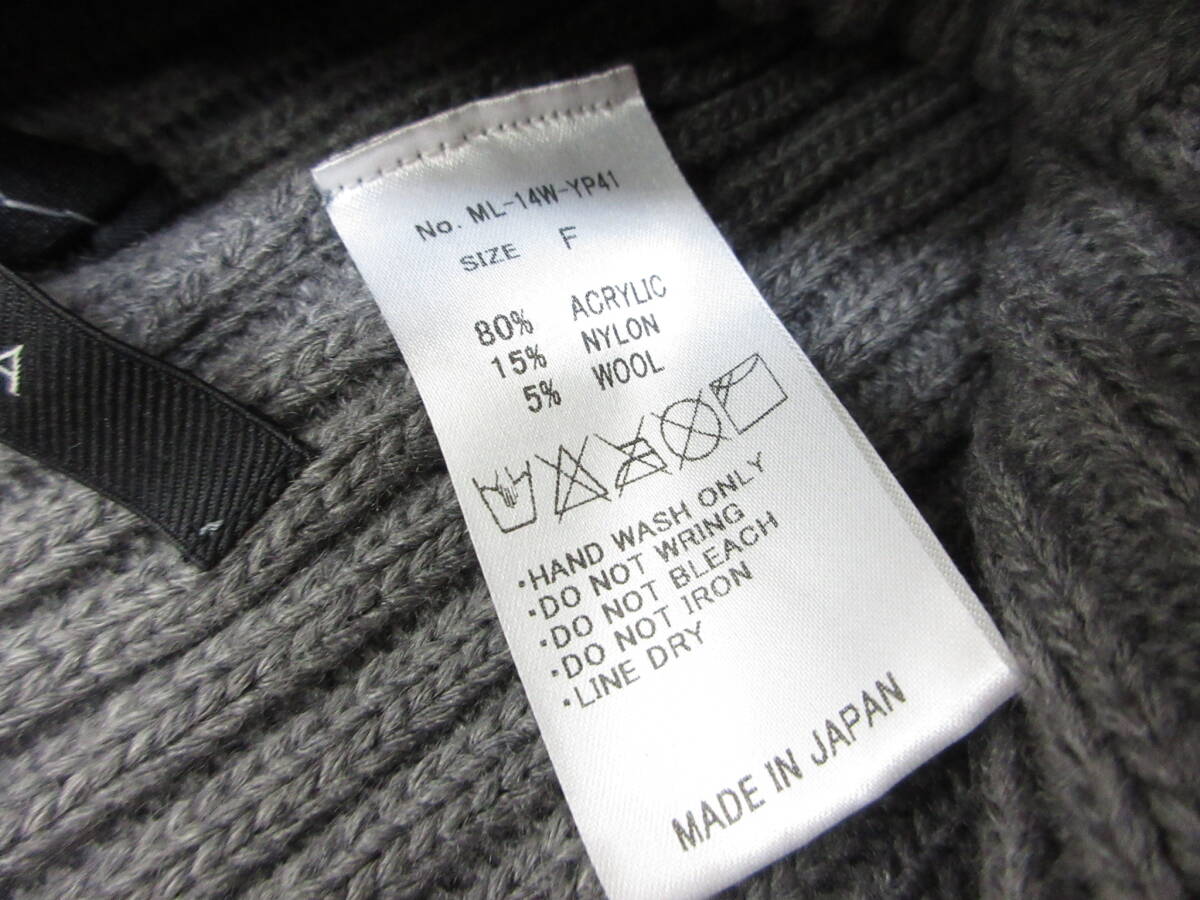 No. ML-14W-YP41
SIZE F
80% ACRYLIC
15% NYLON
5% WOOL
·HAND WASH ONLY
·DO NOT WRING
·DO NOT BLEACH
·DO NOT IRON
·LINE DRY
MADE IN JAPAN
A